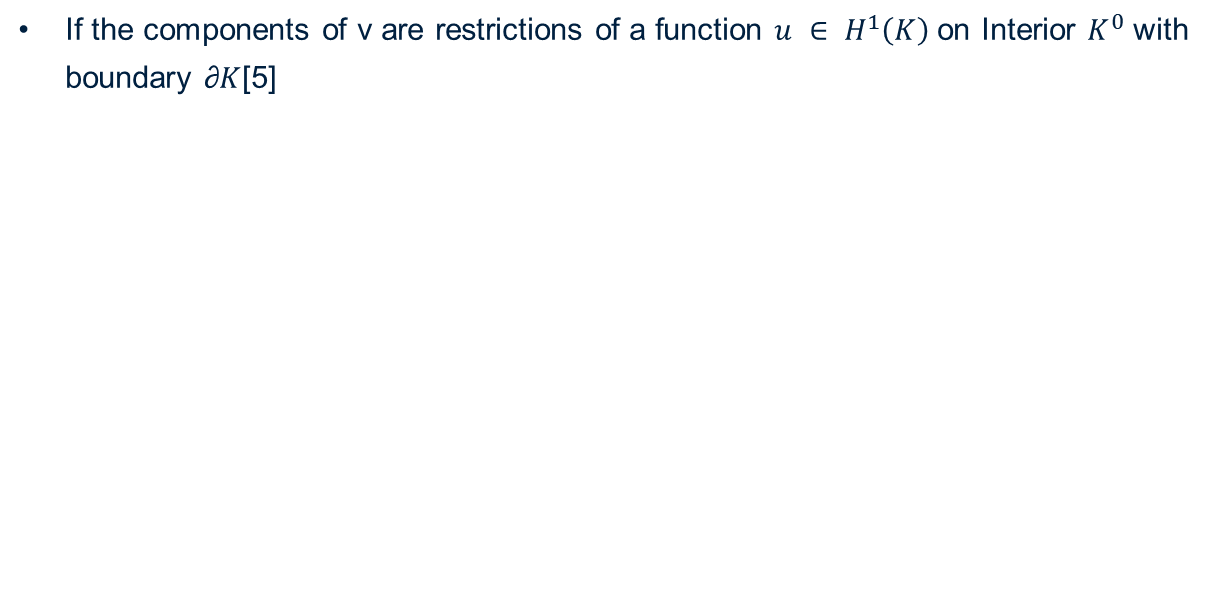 • If the components of v are restrictions of a function 𝑢 ∈ 𝐻¹(𝐾) on Interior 𝐾⁰ with
boundary 𝜕𝐾[5]